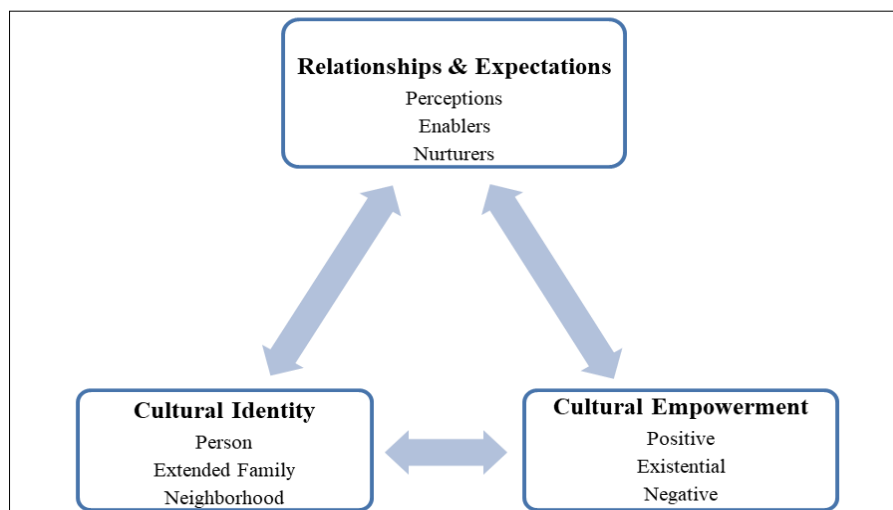 Relationships & Expectations
Perceptions
Enablers
Nurturers
Cultural Identity
Person
Extended Family
Neighborhood
Cultural Empowerment
Positive
Existential
Negative